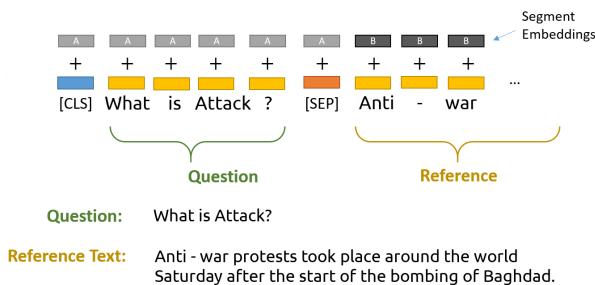 Segment
Embeddings
A A A A A A B B B
+ + + + + + + + +
...
[CLS] What is Attack ? [SEP] Anti - war
Question Reference
Question: What is Attack?
Reference Text: Anti - war protests took place around the world
Saturday after the start of the bombing of Baghdad.